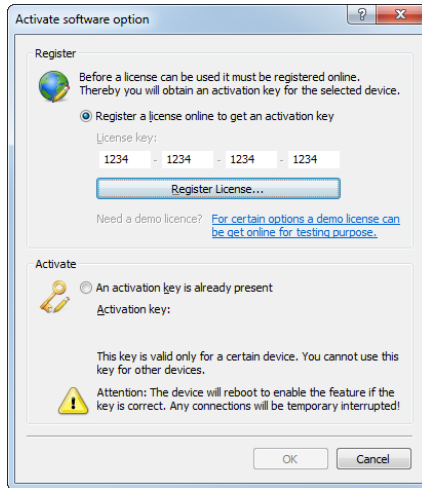 Activate software option
Register
Before a license can be used it must be registered online.
Thereby you will obtain an activation key for the selected device.
Register a license online to get an activation key
License key:
1234 - 1234 - 1234 - 1234
Register License...
Need a demo licence? For certain options a demo license can
be get online for testing purpose.
Activate
An activation key is already present
Activation key:
This key is valid only for a certain device. You cannot use this
key for other devices.
Attention: The device will reboot to enable the feature if the
key is correct. Any connections will be temporary interrupted!
OK Cancel